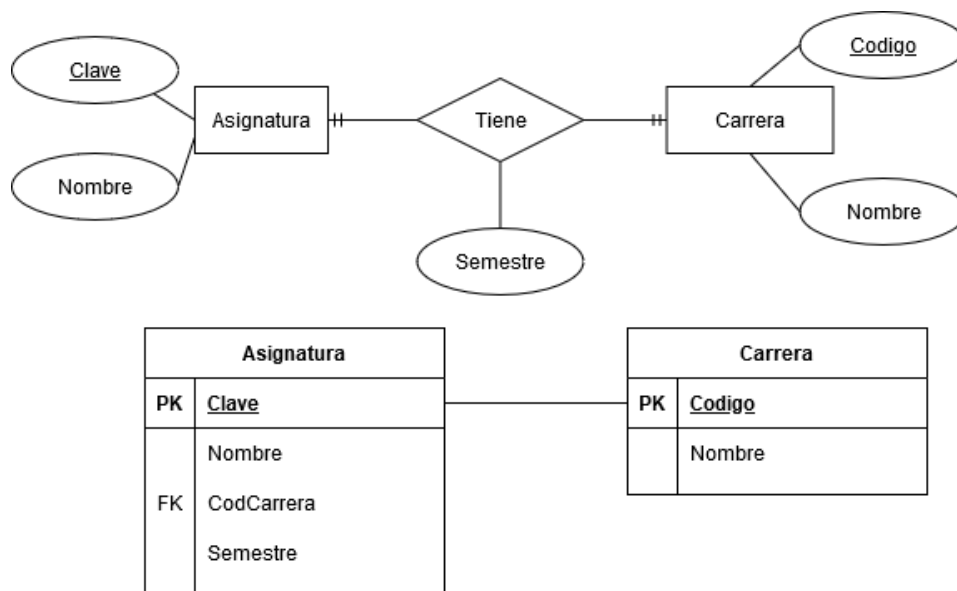 Clave
Codigo
Asignatura
Tiene
Carrera
Nombre
Nombre
Semestre
Asignatura
PK Clave
Nombre
FK CodCarrera
Semestre
Carrera
PK Codigo
Nombre